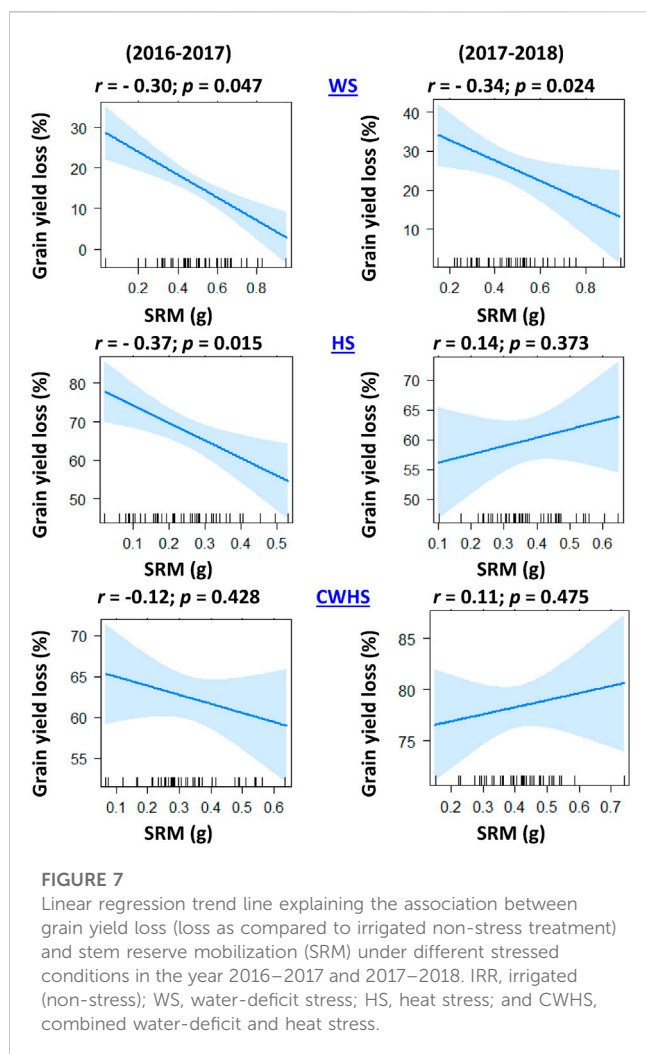 (2016-2017) (2017-2018)
r = - 0.30; p = 0.047 WS r = - 0.34; p = 0.024
Grain yield loss (%)
30
20
10
0
0.2 0.4 0.6 0.8
SRM (g)
Grain yield loss (%)
40
30
20
10
0.2 0.4 0.6 0.8
SRM (g)
r = - 0.37; p = 0.015 HS r = 0.14; p = 0.373
Grain yield loss (%)
80
70
60
50
0.1 0.2 0.3 0.4 0.5
SRM (g)
Grain yield loss (%)
70
65
60
55
50
0.1 0.2 0.3 0.4 0.5 0.6
SRM (g)
r = -0.12; p = 0.428 CWHS r = 0.11; p = 0.475
Grain yield loss (%)
70
65
60
55
0.1 0.2 0.3 0.4 0.5 0.6
SRM (g)
Grain yield loss (%)
85
80
75
0.2 0.3 0.4 0.5 0.6 0.7
SRM (g)
FIGURE 7
Linear regression trend line explaining the association between
grain yield loss (loss as compared to irrigated non-stress treatment)
and stem reserve mobilization (SRM) under different stressed
conditions in the year 2016–2017 and 2017–2018. IRR, irrigated
(non-stress); WS, water-deficit stress; HS, heat stress; and CWHS,
combined water-deficit and heat stress.